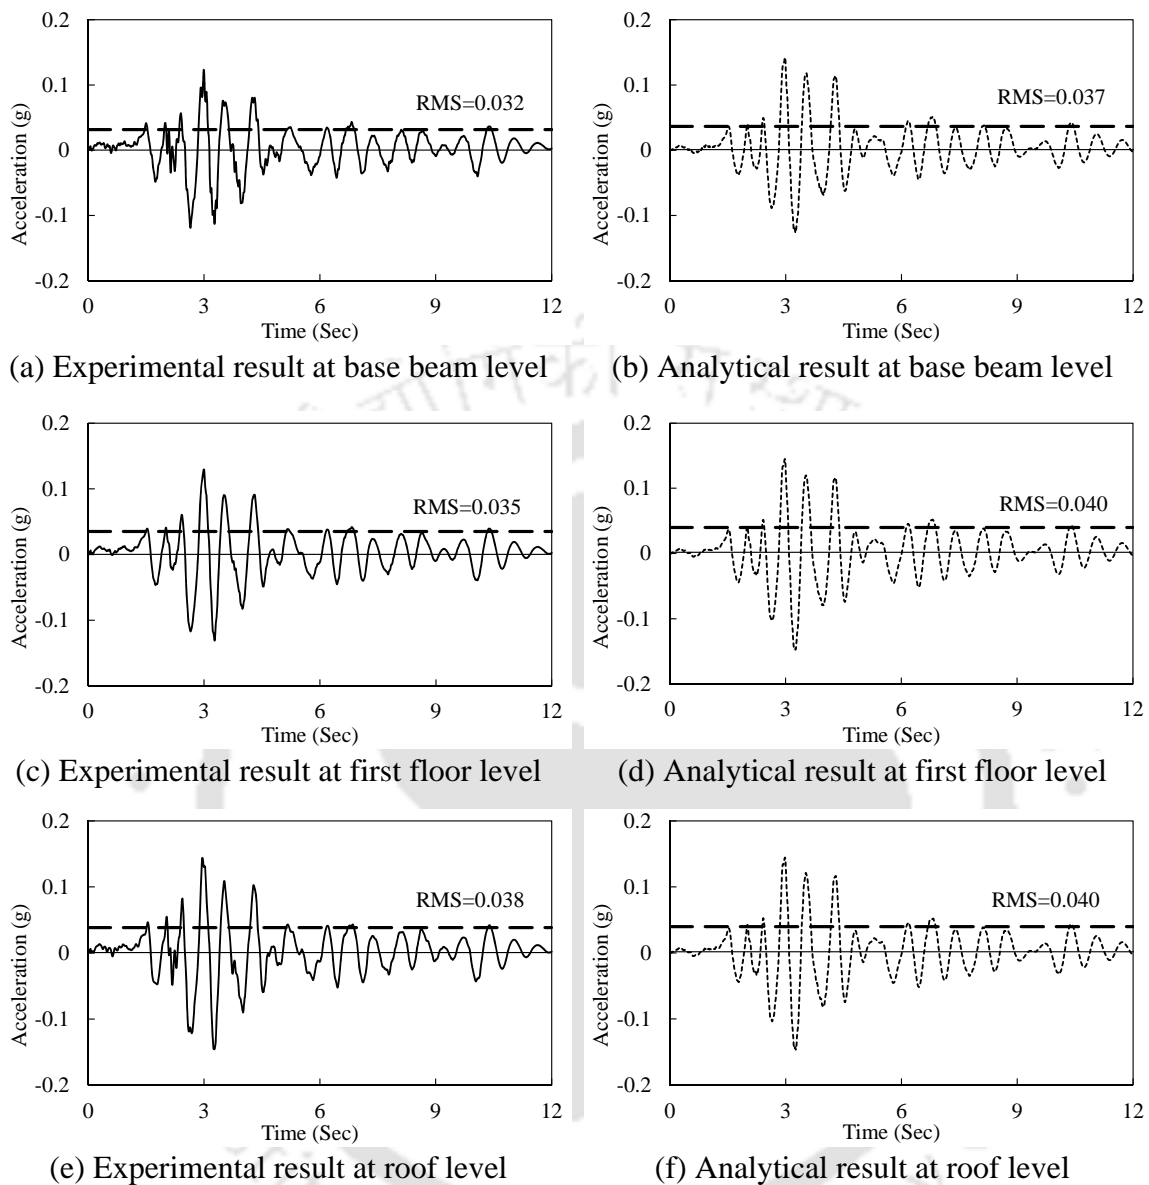 0.2
0.1
0
-0.1
-0.2
Acceleration (g)
RMS=0.032
0 3 6 9 12
Time (Sec)
(a) Experimental result at base beam level
0.2
0.1
0
-0.1
-0.2
Acceleration (g)
RMS=0.037
0 3 6 9 12
Time (Sec)
(b) Analytical result at base beam level
0.2
0.1
0
-0.1
-0.2
Acceleration (g)
RMS=0.035
0 3 6 9 12
Time (Sec)
(c) Experimental result at first floor level
0.2
0.1
0
-0.1
-0.2
Acceleration (g)
RMS=0.040
0 3 6 9 12
Time (Sec)
(d) Analytical result at first floor level
0.2
0.1
0
-0.1
-0.2
Acceleration (g)
RMS=0.038
0 3 6 9 12
Time (Sec)
(e) Experimental result at roof level
0.2
0.1
0
-0.1
-0.2
Acceleration (g)
RMS=0.040
0 3 6 9 12
Time (Sec)
(f) Analytical result at roof level